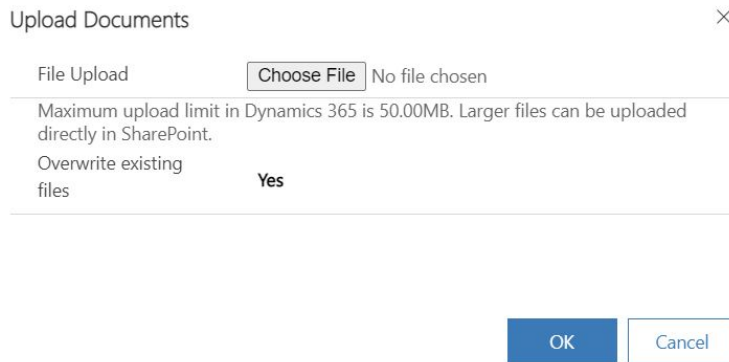 Upload Documents
File Upload Choose File No file chosen
Maximum upload limit in Dynamics 365 is 50.00MB. Larger files can be uploaded
directly in SharePoint.
Overwrite existing
files Yes
OK Cancel